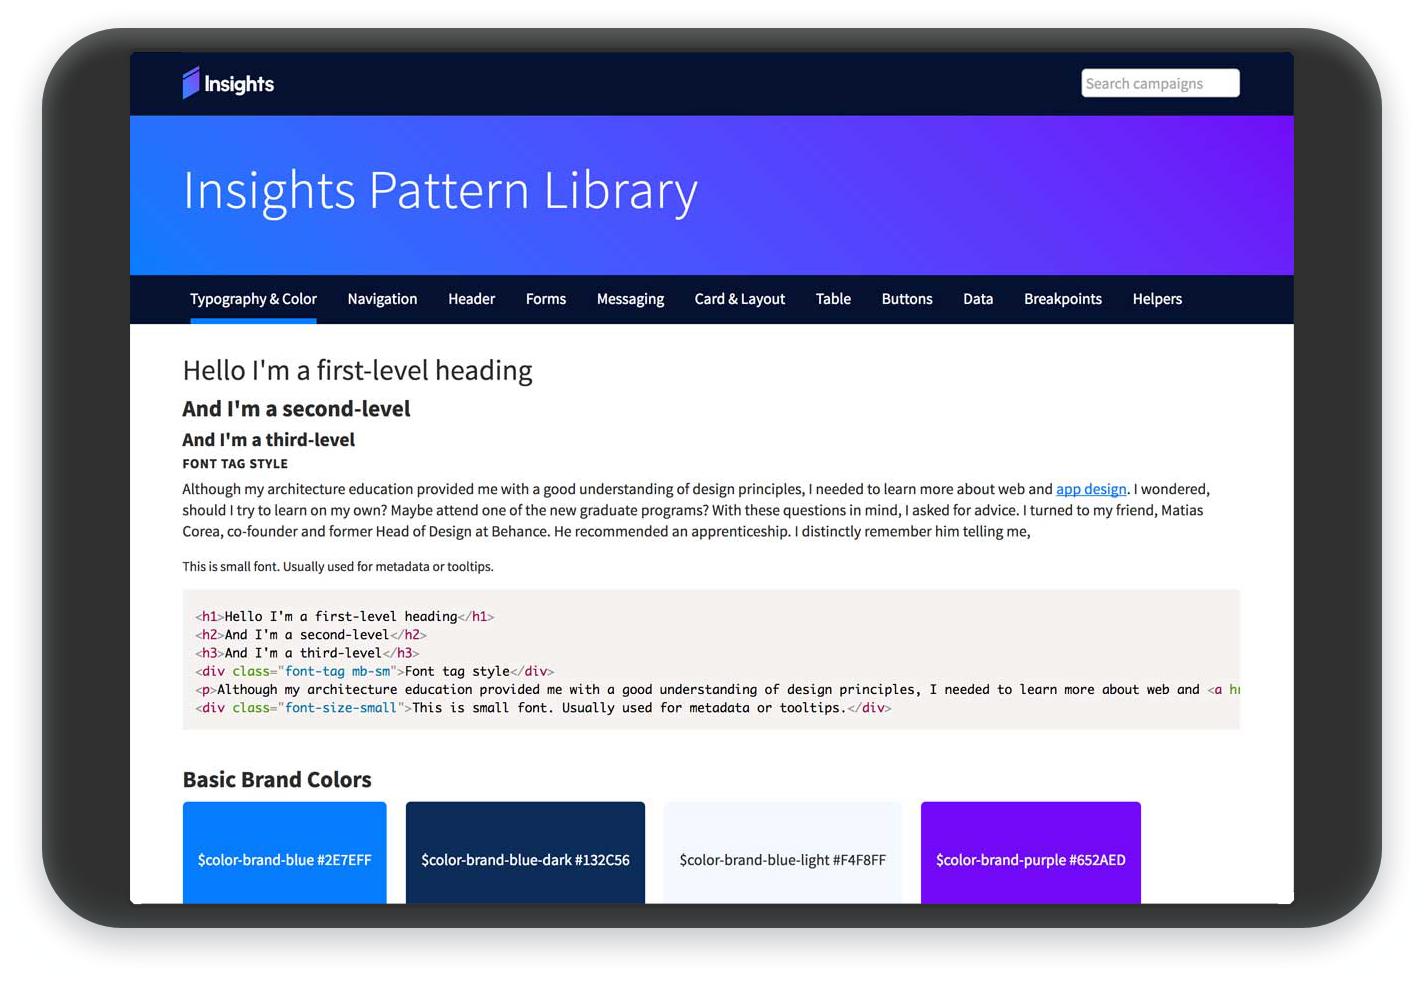 Insights
Search campaigns
Insights Pattern Library
Typography & Color Navigation Header Forms Messaging Card & Layout Table Buttons Data Breakpoints Helpers
Hello I'm a first-level heading
And I'm a second-level
And I'm a third-level
FONT TAG STYLE
Although my architecture education provided me with a good understanding of design principles, I needed to learn more about web and app design. I wondered,
should I try to learn on my own? Maybe attend one of the new graduate programs? With these questions in mind, I asked for advice. I turned to my friend, Matias
Corea, co-founder and former Head of Design at Behance. He recommended an apprenticeship. I distinctly remember him telling me,
This is small font. Usually used for metadata or tooltips.
<h1>Hello I'm a first-level heading</h1>
<h2>And I'm a second-level</h2>
<h3>And I'm a third-level</h3>
<div class="font-tag mb-sm">Font tag style</div>
<p>Although my architecture education provided me with a good understanding of design principles, I needed to learn more about web and <a
<div class="font-size-small">This is small font. Usually used for metadata or tooltips.</div>
Basic Brand Colors
$color-brand-blue #2E7EFF $color-brand-blue-dark #132C56 $color-brand-blue-light #F4F8FF $color-brand-purple #652AED